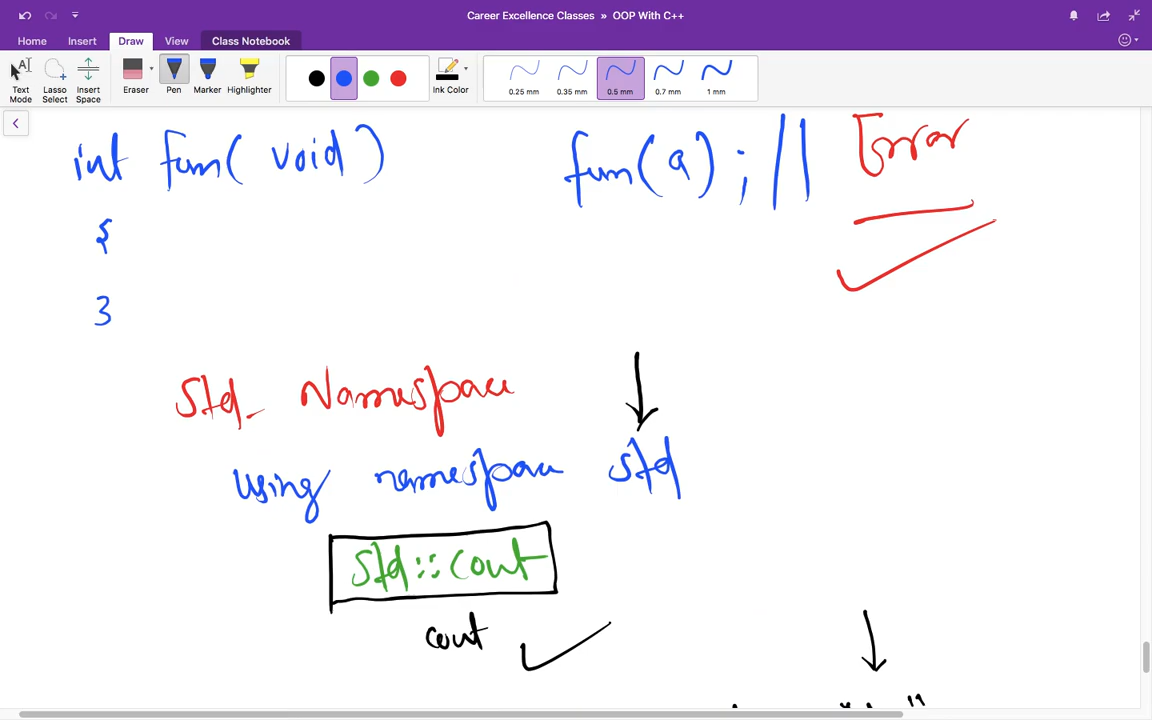 Career Excellence Classes » OOP With C++
Home Insert Draw View Class Notebook
Text Mode Lasso Select Insert Space Eraser Pen Marker Highlighter Ink Color 0.25 mm 0.35 mm 0.5 mm 0.7 mm 1 mm
int fun( void ) fun(a) ; || Error
{
}
Std Namespace
using namespace std
Std::cout
cout